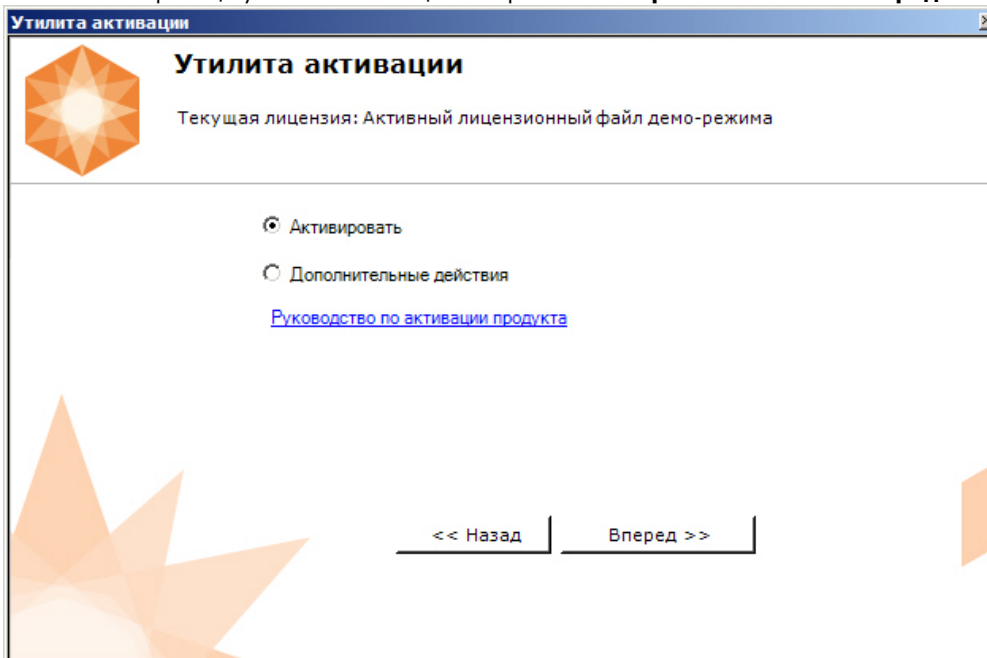 Утилита активации
Утилита активации
Текущая лицензия: Активный лицензионный файл демо-режима
Активировать
Дополнительные действия
Руководство по активации продукта
<< Назад
Вперед >>